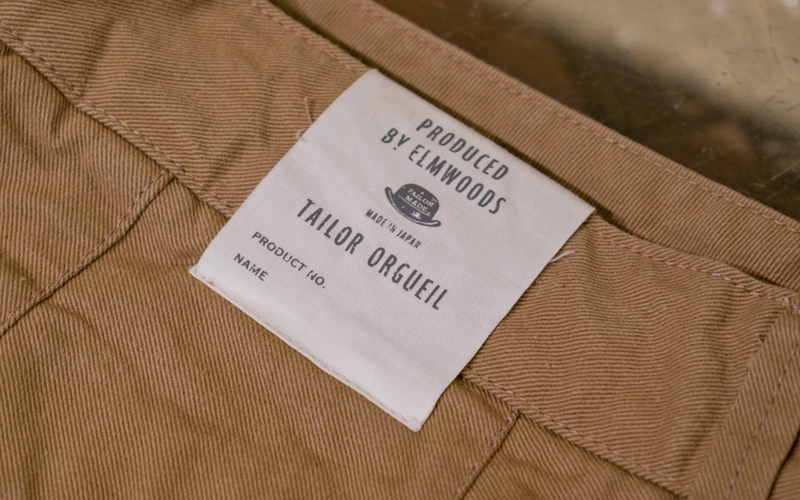 PRODUCED
BY ELMWOODS
TAILOR
MADE
MADE IN JAPAN
TAILOR ORGUEIL
PRODUCT NO.
NAME